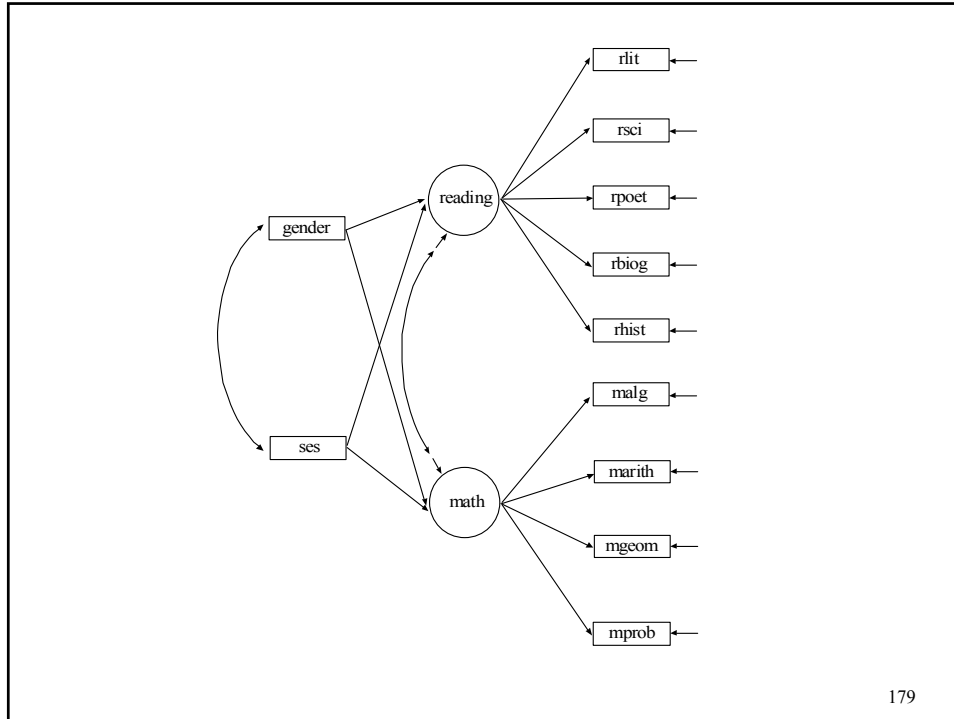 rlit
rsci
reading
rpoet
gender
rbiog
rhist
malg
ses
marith
math
mgeom
mprob
179